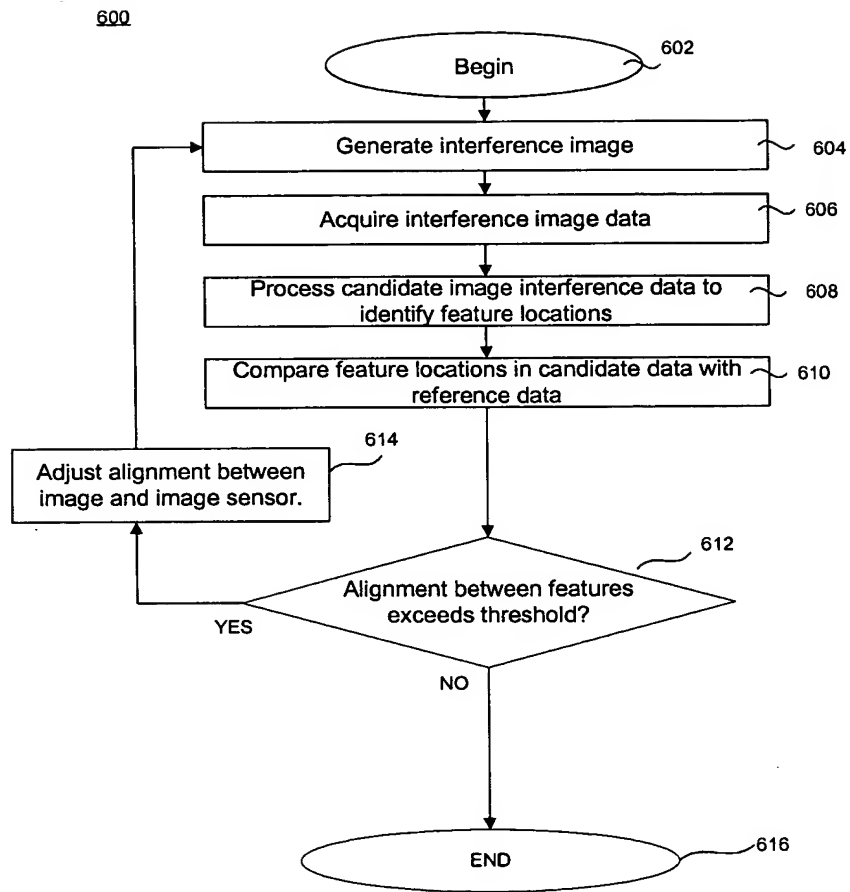 600
Begin
602
Generate interference image
604
Acquire interference image data
606
Process candidate image interference data to
identify feature locations
608
Compare feature locations in candidate data with
reference data
610
614
Adjust alignment between
image and image sensor.
612
Alignment between features
exceeds threshold?
YES
NO
END
616